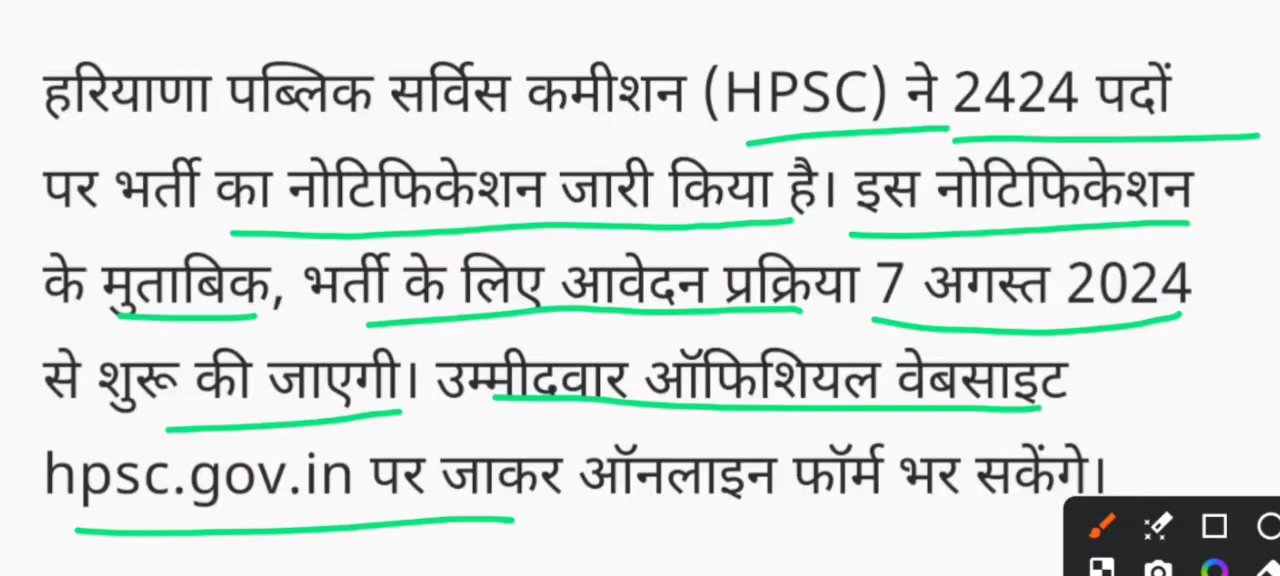 हरियाणा पब्लिक सर्विस कमीशन (HPSC) ने 2424 पदों
पर भर्ती का नोटिफिकेशन जारी किया है। इस नोटिफिकेशन
के मुताबिक, भर्ती के लिए आवेदन प्रक्रिया 7 अगस्त 2024
से शुरू की जाएगी। उम्मीदवार ऑफिशियल वेबसाइट
hpsc.gov.in पर जाकर ऑनलाइन फॉर्म भर सकेंगे।